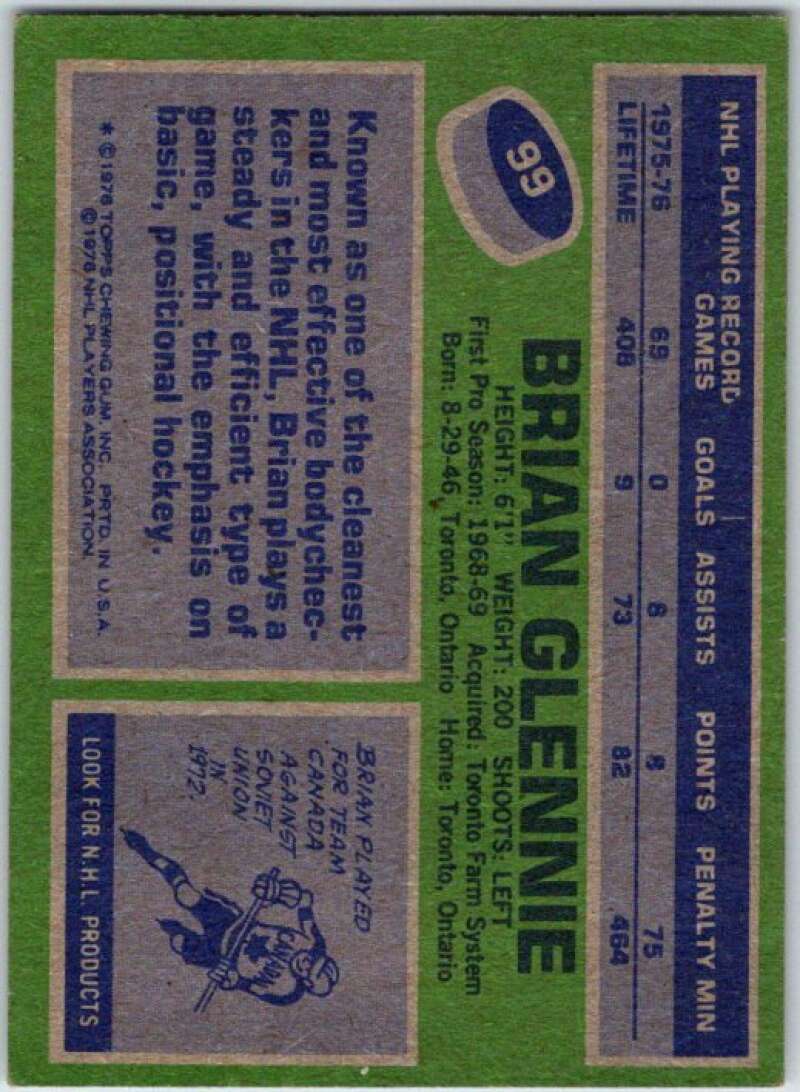 NHL PLAYING RECORD
GAMES GOALS ASSISTS POINTS PENALTY MIN
1975-76 69 0 8 8 75
LIFETIME 408 9 73 82 464
99
BRIAN GLENNIE
HEIGHT: 6'1" WEIGHT: 200 SHOOTS: LEFT
First Pro Season: 1968-69 Acquired: Toronto Farm System
Born: 8-29-46, Toronto, Ontario Home: Toronto, Ontario
Known as one of the cleanest
and most effective bodychec-
kers in the NHL, Brian plays a
steady and efficient type of
game, with the emphasis on
basic, positional hockey.
* © 1976 TOPPS CHEWING GUM, INC. PRTD. IN U.S.A.
© 1976 NHL PLAYERS ASSOCIATION.
BRIAN PLAYED
FOR TEAM
CANADA
AGAINST
SOVIET
UNION
IN
1972.
CANADA
LOOK FOR N.H.L. PRODUCTS